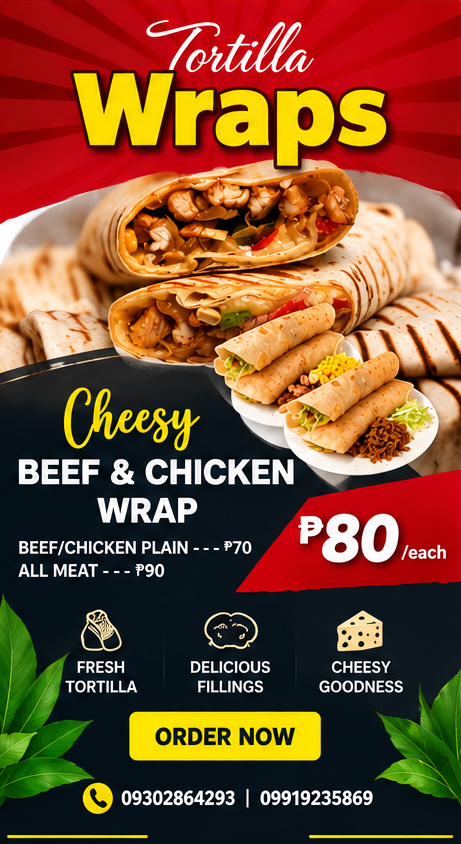 Tortilla
Wraps
Cheesy
BEEF & CHICKEN
WRAP
BEEF/CHICKEN PLAIN - - - ₱70
ALL MEAT - - - ₱90
₱80/each
FRESH
TORTILLA
DELICIOUS
FILLINGS
CHEESY
GOODNESS
ORDER NOW
09302864293 | 09919235869